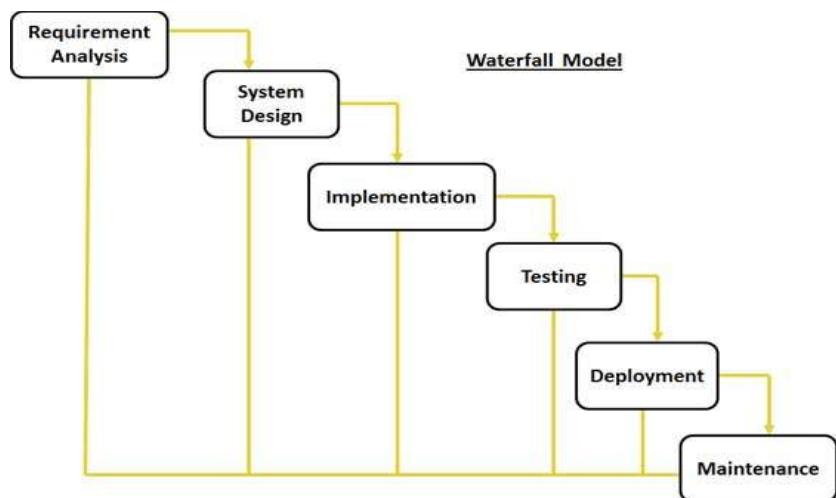 Requirement
Analysis
Waterfall Model
System
Design
Implementation
Testing
Deployment
Maintenance